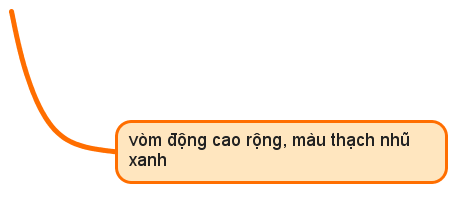 vòm động cao rộng, màu thạch nhũ
xanh